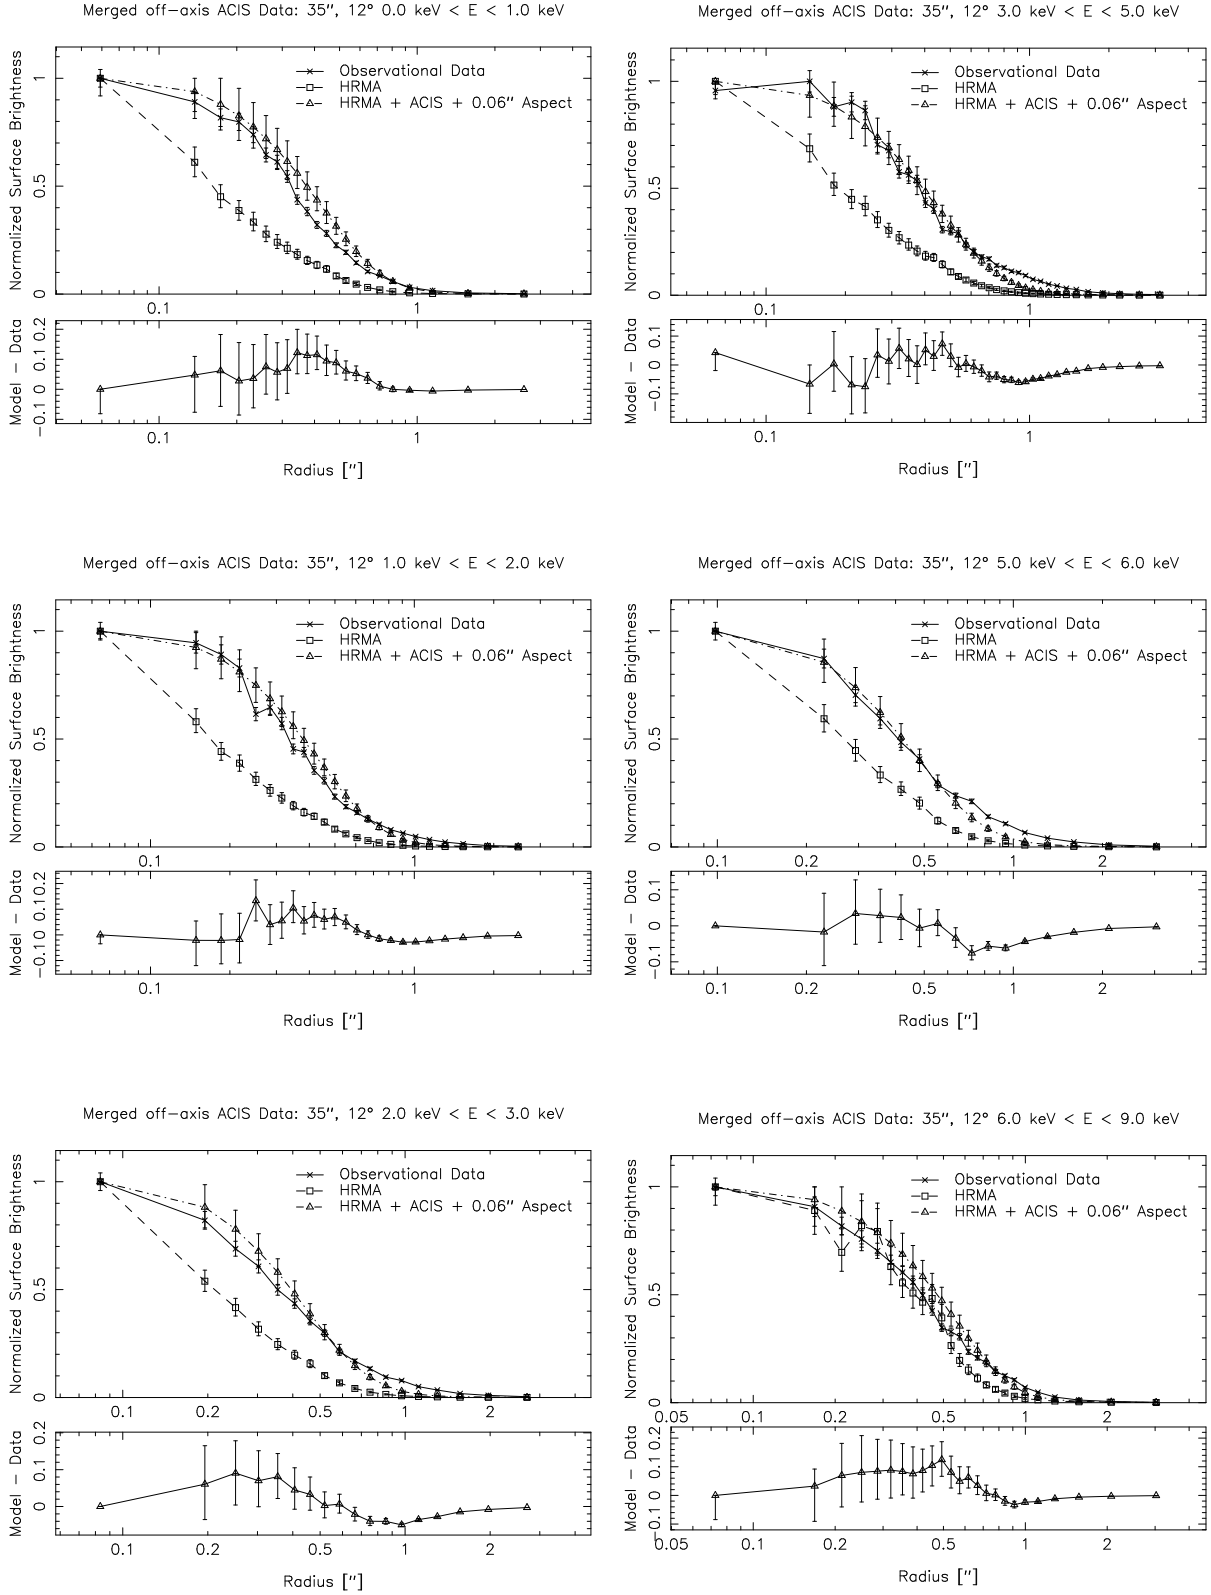 Merged off-axis ACIS Data: 35", 12° 0.0 keV < E < 1.0 keV
Normalized Surface Brightness
1
0.5
0
Observational Data
HRMA
HRMA + ACIS + 0.06" Aspect
0.1
1
Model - Data
-0.1 0 0.1 0.2
0.1
1
Radius ["]
Merged off-axis ACIS Data: 35", 12° 3.0 keV < E < 5.0 keV
Normalized Surface Brightness
1
0.5
0
Observational Data
HRMA
HRMA + ACIS + 0.06" Aspect
0.1
1
Model - Data
-0.1 0 0.1
0.1
1
Radius ["]
Merged off-axis ACIS Data: 35", 12° 1.0 keV < E < 2.0 keV
Normalized Surface Brightness
1
0.5
0
Observational Data
HRMA
HRMA + ACIS + 0.06" Aspect
0.1
1
Model - Data
-0.1 0 0.1 0.2
0.1
1
Radius ["]
Merged off-axis ACIS Data: 35", 12° 5.0 keV < E < 6.0 keV
Normalized Surface Brightness
1
0.5
0
Observational Data
HRMA
HRMA + ACIS + 0.06" Aspect
0.1 0.2 0.5 1 2
Model - Data
-0.1 0 0.1
0.1 0.2 0.5 1 2
Radius ["]
Merged off-axis ACIS Data: 35", 12° 2.0 keV < E < 3.0 keV
Normalized Surface Brightness
1
0.5
0
Observational Data
HRMA
HRMA + ACIS + 0.06" Aspect
0.1 0.2 0.5 1 2
Model - Data
0 0.1 0.2
0.1 0.2 0.5 1 2
Radius ["]
Merged off-axis ACIS Data: 35", 12° 6.0 keV < E < 9.0 keV
Normalized Surface Brightness
1
0.5
0
Observational Data
HRMA
HRMA + ACIS + 0.06" Aspect
0.05 0.1 0.2 0.5 1 2
Model - Data
-0.1 0 0.1 0.2
0.05 0.1 0.2 0.5 1 2
Radius ["]